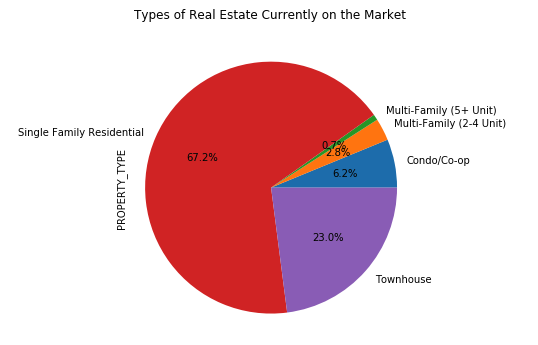 Types of Real Estate Currently on the Market
Multi-Family (5+ Unit)
Multi-Family (2-4 Unit)
Single Family Residential
0.7%
2.8%
67.2%
Condo/Co-op
6.2%
PROPERTY_TYPE
23.0%
Townhouse